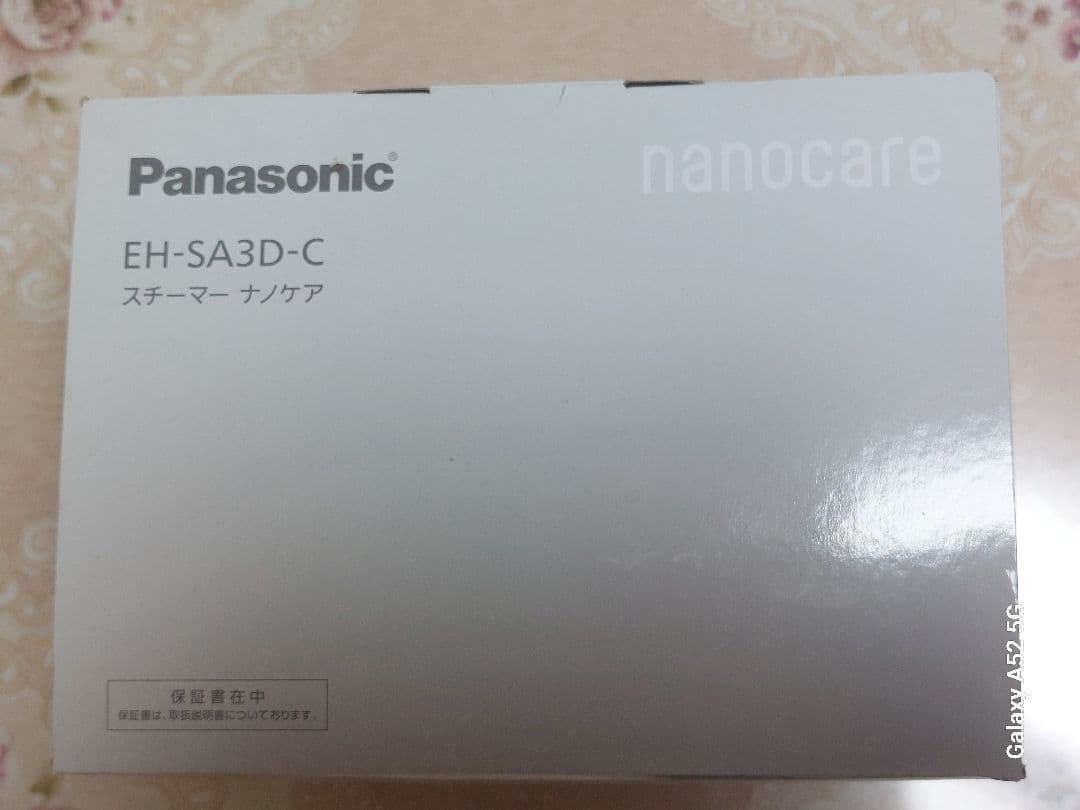 Panasonic®
nanocare
EH-SA3D-C
スチーマー ナノケア
保証書在中
保証書は、取扱説明書についております。
Galaxy A52 5G